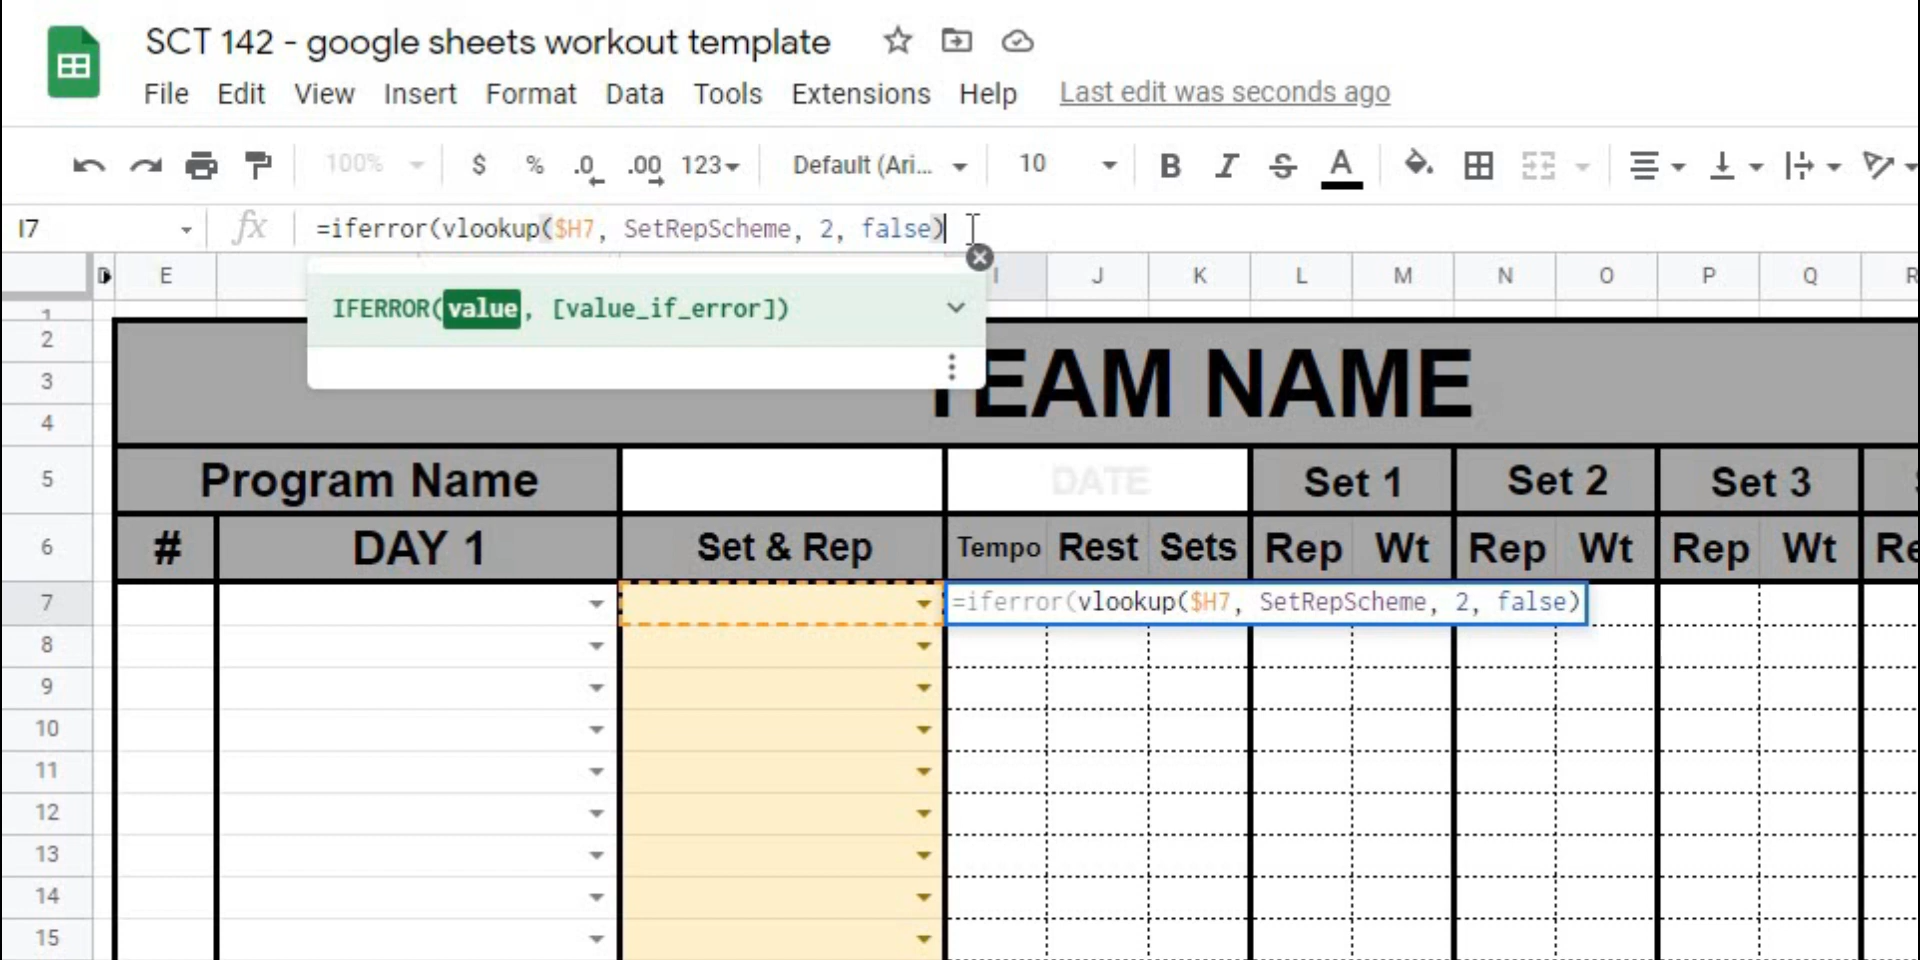 SCT 142 - google sheets workout template
File Edit View Insert Format Data Tools Extensions Help Last edit was seconds ago
100% $ % .0 .00 123 Default (Ari... 10 B I S A
I7 fx =iferror(vlookup($H7, SetRepScheme, 2, false)
D E I J K L M N O P Q R
IFERROR(value, [value_if_error])
1
2
3 TEAM NAME
4
5 Program Name DATE Set 1 Set 2 Set 3
6 # DAY 1 Set & Rep Tempo Rest Sets Rep Wt Rep Wt Rep Wt Re
7 =iferror(vlookup($H7, SetRepScheme, 2, false)
8
9
10
11
12
13
14
15